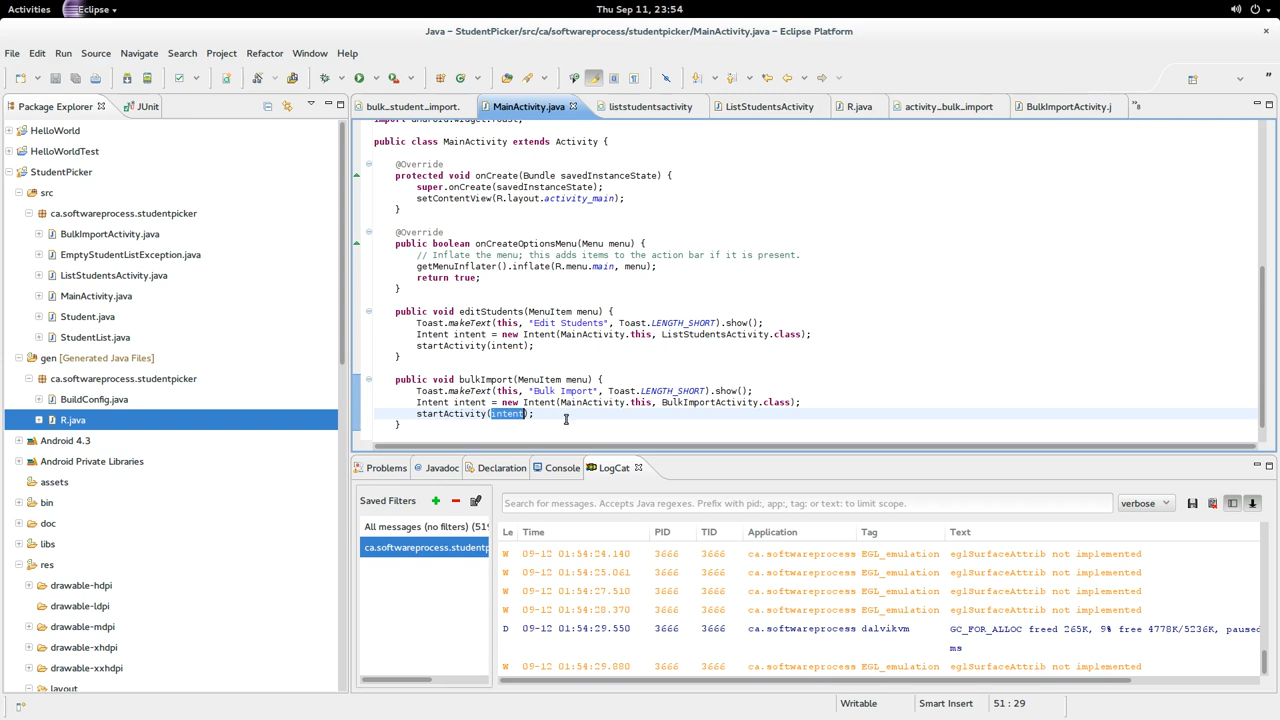 Activities
Eclipse
Thu Sep 11, 23:54
Java – StudentPicker/src/ca/softwareprocess/studentpicker/MainActivity.java – Eclipse Platform
File Edit Run Source Navigate Search Project Refactor Window Help
Package Explorer
JUnit
bulk_student_import.
MainActivity.java
liststudentsactivity
ListStudentsActivity
R.java
activity_bulk_import
BulkImportActivity.j
»8
HelloWorld
HelloWorldTest
StudentPicker
src
ca.softwareprocess.studentpicker
BulkImportActivity.java
EmptyStudentListException.java
ListStudentsActivity.java
MainActivity.java
Student.java
StudentList.java
gen [Generated Java Files]
ca.softwareprocess.studentpicker
BuildConfig.java
R.java
Android 4.3
Android Private Libraries
assets
bin
doc
libs
res
drawable-hdpi
drawable-ldpi
drawable-mdpi
drawable-xhdpi
drawable-xxhdpi
layout
import android.widget.Toast;
public class MainActivity extends Activity {
@Override
protected void onCreate(Bundle savedInstanceState) {
super.onCreate(savedInstanceState);
setContentView(R.layout.activity_main);
}
@Override
public boolean onCreateOptionsMenu(Menu menu) {
// Inflate the menu; this adds items to the action bar if it is present.
getMenuInflater().inflate(R.menu.main, menu);
return true;
}
public void editStudents(MenuItem menu) {
Toast.makeText(this, "Edit Students", Toast.LENGTH_SHORT).show();
Intent intent = new Intent(MainActivity.this, ListStudentsActivity.class);
startActivity(intent);
}
public void bulkImport(MenuItem menu) {
Toast.makeText(this, "Bulk Import", Toast.LENGTH_SHORT).show();
Intent intent = new Intent(MainActivity.this, BulkImportActivity.class);
startActivity(intent);
}
Problems
Javadoc
Declaration
Console
LogCat
Saved Filters
All messages (no filters) (519
ca.softwareprocess.studentp
Search for messages. Accepts Java regexes. Prefix with pid:, app:, tag: or text: to limit scope.
verbose
Le Time PID TID Application Tag Text
W 09-12 01:54:24.140 3666 3666 ca.softwareprocess EGL_emulation eglSurfaceAttrib not implemented
W 09-12 01:54:25.061 3666 3666 ca.softwareprocess EGL_emulation eglSurfaceAttrib not implemented
W 09-12 01:54:27.510 3666 3666 ca.softwareprocess EGL_emulation eglSurfaceAttrib not implemented
W 09-12 01:54:28.370 3666 3666 ca.softwareprocess EGL_emulation eglSurfaceAttrib not implemented
D 09-12 01:54:29.550 3666 3666 ca.softwareprocess dalvikvm GC_FOR_ALLOC freed 265K, 9% free 4778K/5236K, paused
ms
W 09-12 01:54:29.880 3666 3666 ca.softwareprocess EGL_emulation eglSurfaceAttrib not implemented
Writable
Smart Insert
51 : 29